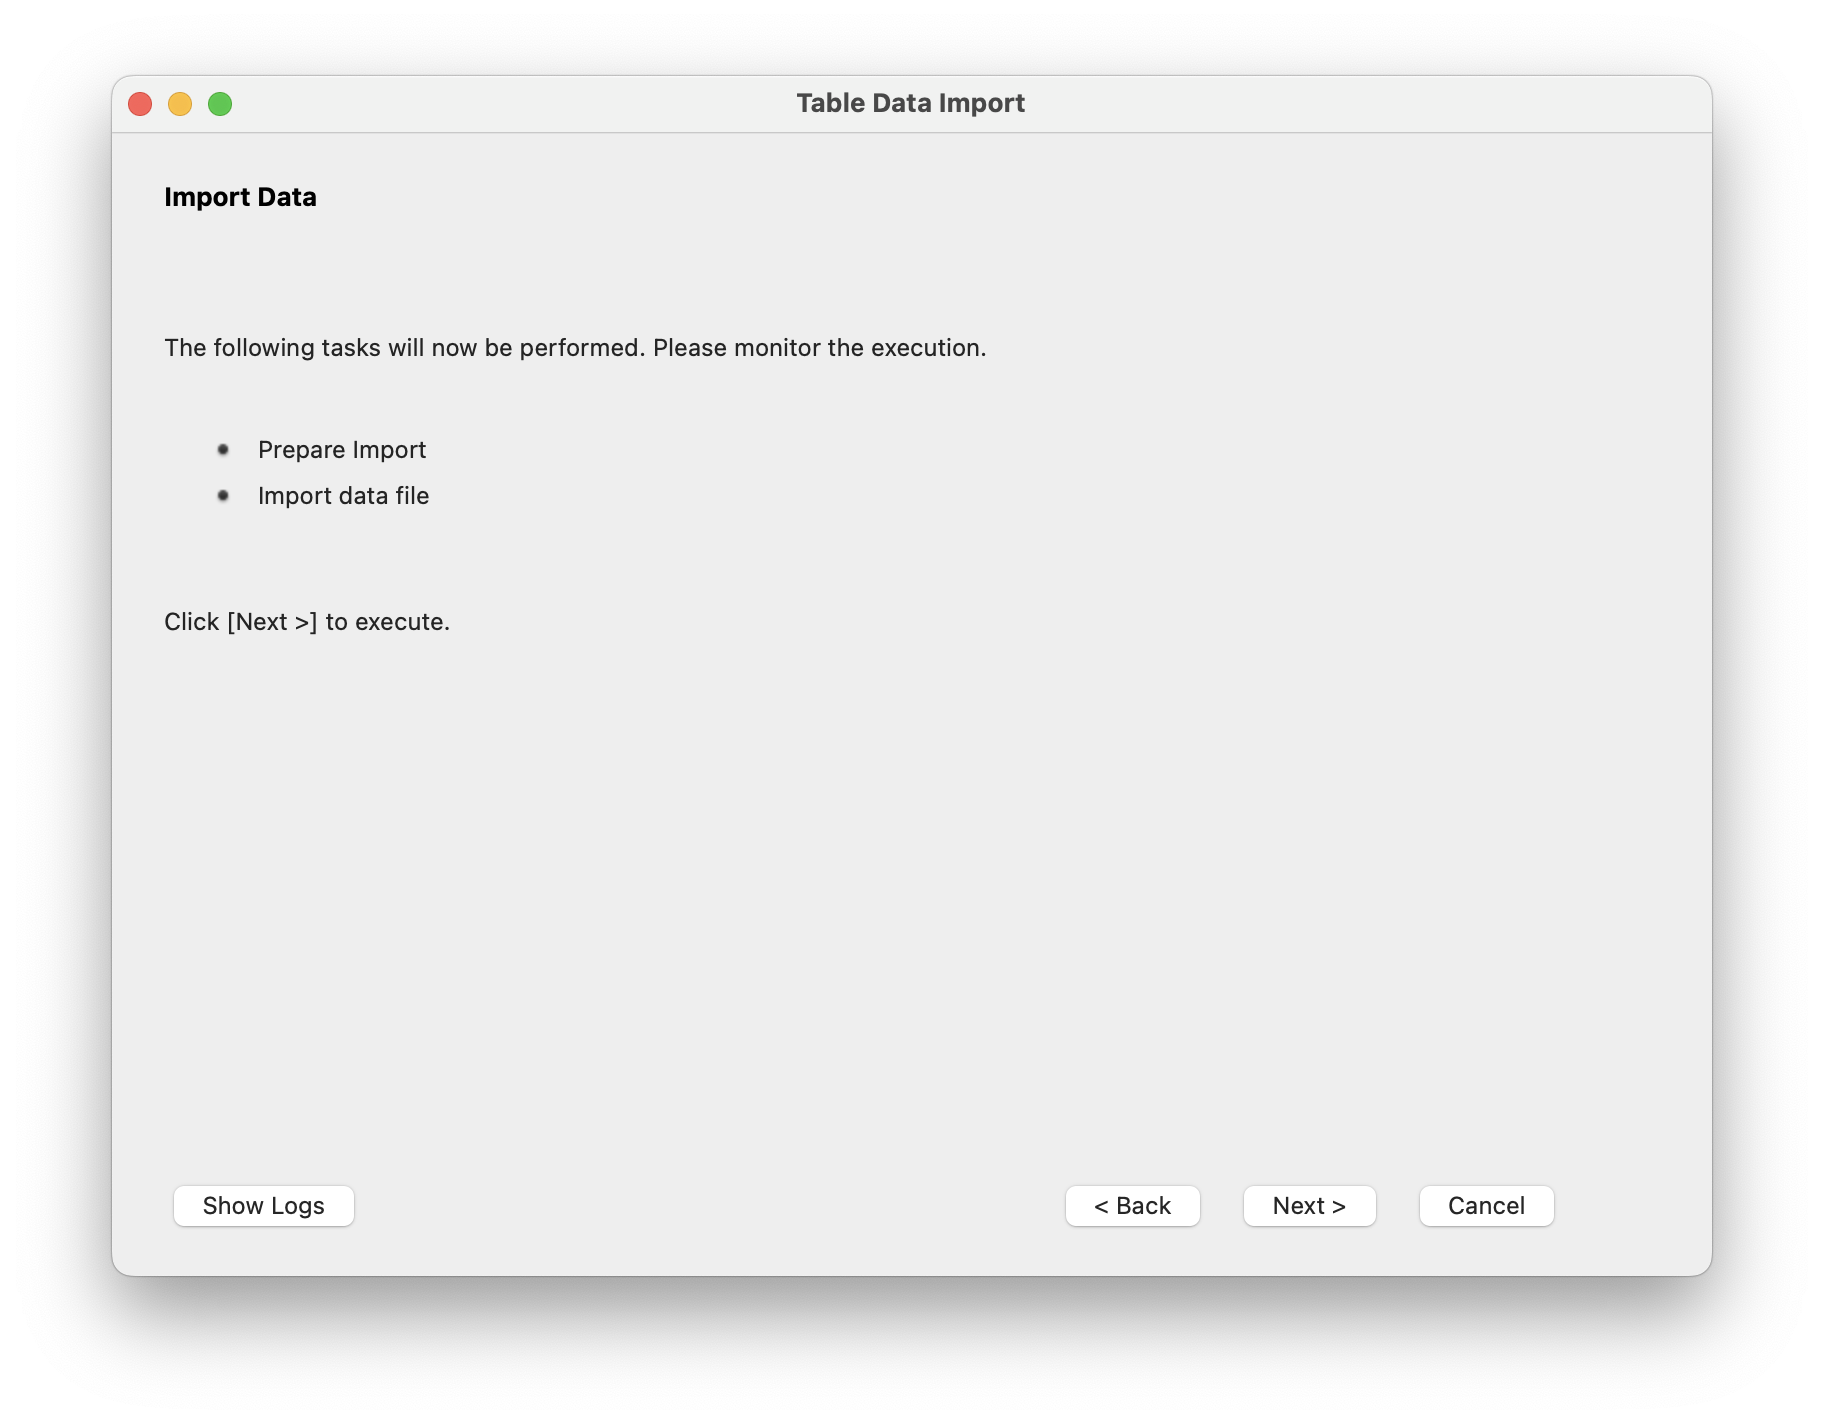 Table Data Import
Import Data
The following tasks will now be performed. Please monitor the execution.
Prepare Import
Import data file
Click [Next >] to execute.
Show Logs
< Back
Next >
Cancel